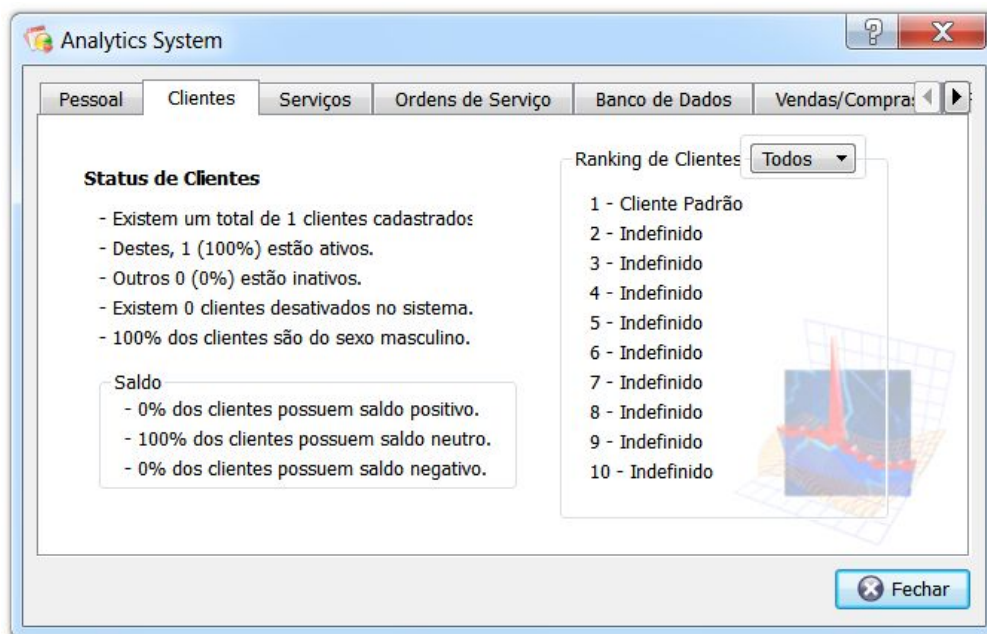 Analytics System
Pessoal
Clientes
Serviços
Ordens de Serviço
Banco de Dados
Vendas/Compras
Status de Clientes
- Existem um total de 1 clientes cadastrados
- Destes, 1 (100%) estão ativos.
- Outros 0 (0%) estão inativos.
- Existem 0 clientes desativados no sistema.
- 100% dos clientes são do sexo masculino.
Saldo
- 0% dos clientes possuem saldo positivo.
- 100% dos clientes possuem saldo neutro.
- 0% dos clientes possuem saldo negativo.
Ranking de Clientes Todos
1 - Cliente Padrão
2 - Indefinido
3 - Indefinido
4 - Indefinido
5 - Indefinido
6 - Indefinido
7 - Indefinido
8 - Indefinido
9 - Indefinido
10 - Indefinido
Fechar